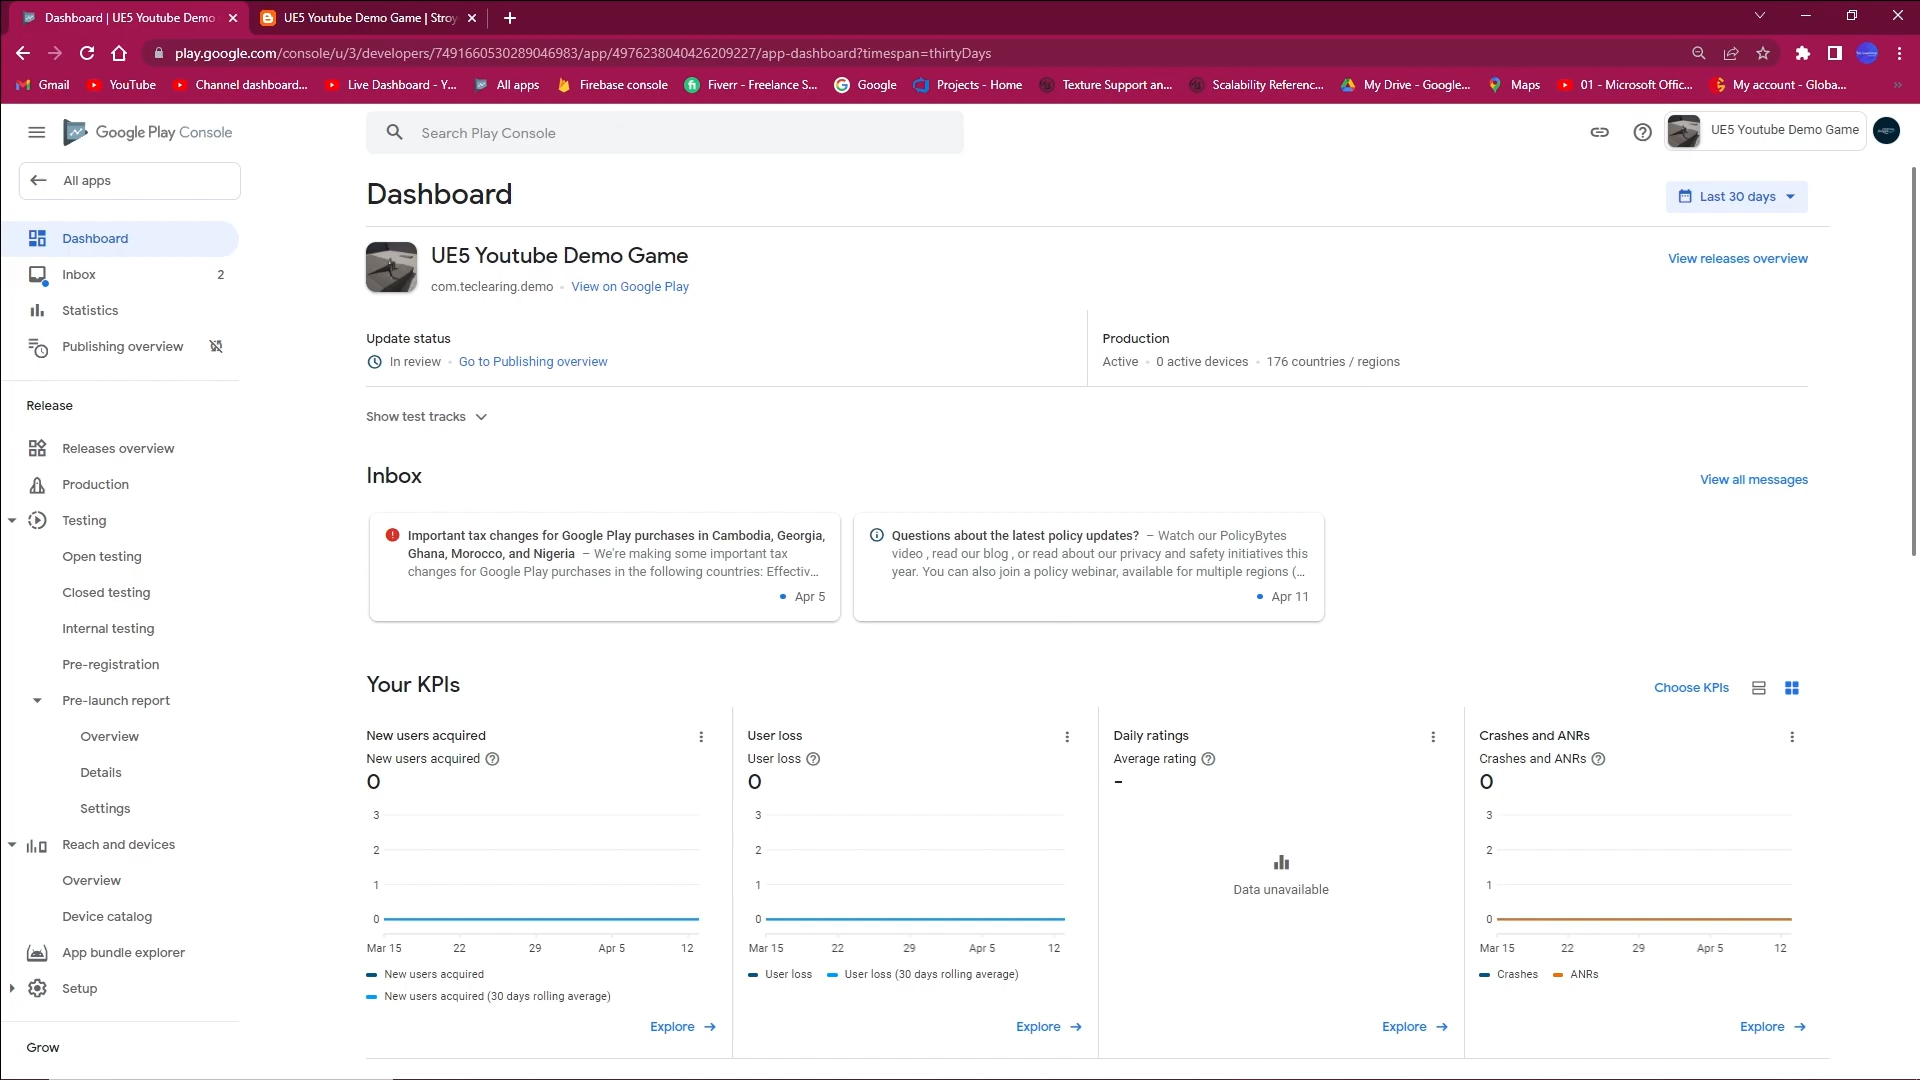 Dashboard | UE5 Youtube Demo
UE5 Youtube Demo Game | Stroy
play.google.com/console/u/3/developers/7491660530289046983/app/4976238040426209227/app-dashboard?timespan=thirtyDays
Gmail
YouTube
Channel dashboard...
Live Dashboard - Y...
All apps
Firebase console
Fiverr - Freelance S...
Google
Projects - Home
Texture Support an...
Scalability Referenc...
My Drive - Google...
Maps
01 - Microsoft Offic...
My account - Globa...
Google Play Console
Search Play Console
UE5 Youtube Demo Game
All apps
Dashboard
Inbox
2
Statistics
Publishing overview
Release
Releases overview
Production
Testing
Open testing
Closed testing
Internal testing
Pre-registration
Pre-launch report
Overview
Details
Settings
Reach and devices
Overview
Device catalog
App bundle explorer
Setup
Grow
Dashboard
Last 30 days
UE5 Youtube Demo Game
View releases overview
com.teclearing.demo • View on Google Play
Update status
In review • Go to Publishing overview
Production
Active • 0 active devices • 176 countries / regions
Show test tracks
Inbox
View all messages
Important tax changes for Google Play purchases in Cambodia, Georgia,
Ghana, Morocco, and Nigeria – We're making some important tax
changes for Google Play purchases in the following countries: Effectiv...
Apr 5
Questions about the latest policy updates? – Watch our PolicyBytes
video , read our blog , or read about our privacy and safety initiatives this
year. You can also join a policy webinar, available for multiple regions (...
Apr 11
Your KPIs
Choose KPIs
New users acquired
New users acquired
0
3
2
1
0
Mar 15 22 29 Apr 5 12
New users acquired
New users acquired (30 days rolling average)
Explore
User loss
User loss
0
3
2
1
0
Mar 15 22 29 Apr 5 12
User loss User loss (30 days rolling average)
Explore
Daily ratings
Average rating
-
Data unavailable
Explore
Crashes and ANRs
Crashes and ANRs
0
3
2
1
0
Mar 15 22 29 Apr 5 12
Crashes ANRs
Explore